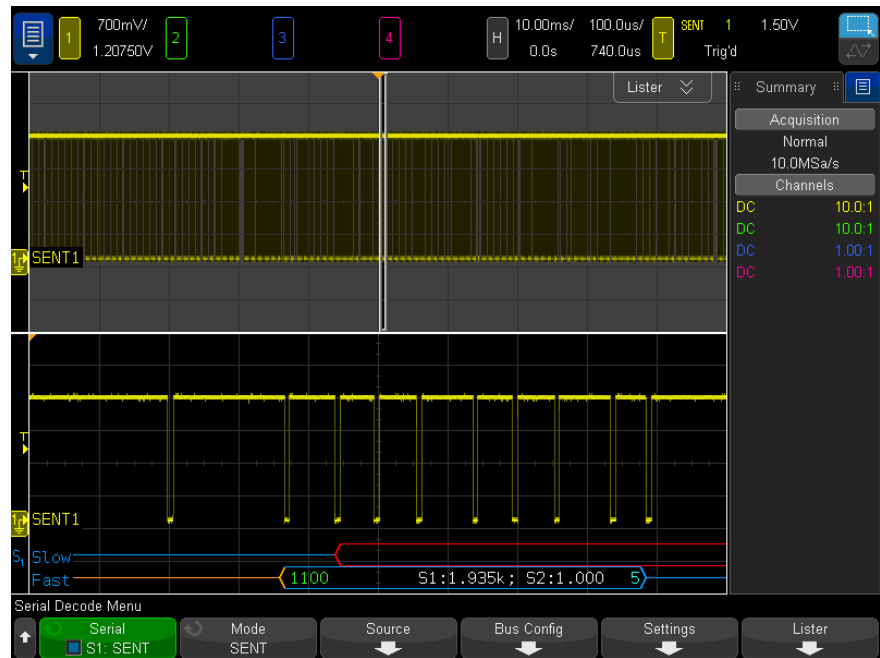 700mV/
1.20750V
1
2
3
4
H
10.00ms/
0.0s
100.0us/
740.0us
T
SENT 1 1.50V
Trig'd
Lister
Summary
Acquisition
Normal
10.0MSa/s
Channels
DC 10.0:1
DC 10.0:1
DC 1.00:1
DC 1.00:1
T
1 SENT1
T
1 SENT1
S1 Slow
Fast 1100 S1:1.935k; S2:1.000 5
Serial Decode Menu
Serial
S1: SENT
Mode
SENT
Source
Bus Config
Settings
Lister